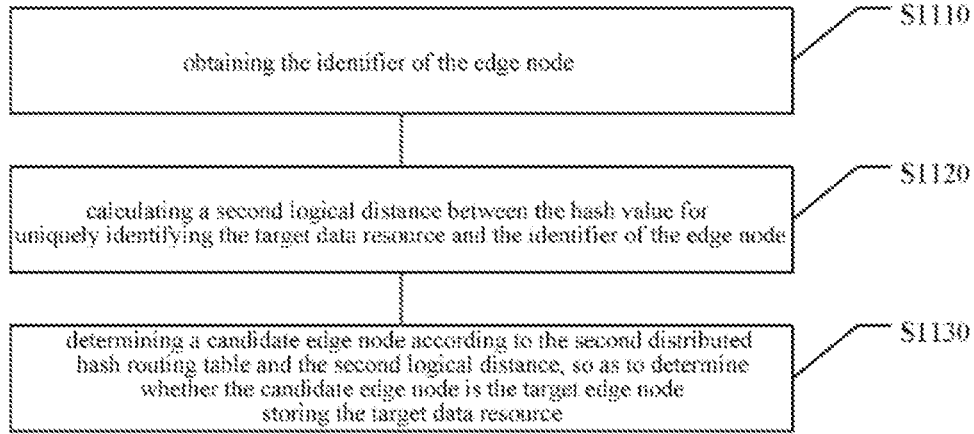 S1110
obtaining the identifier of the edge node
S1120
calculating a second logical distance between the hash value for
uniquely identifying the target data resource and the identifier of the edge node
S1130
determining a candidate edge node according to the second distributed
hash routing table and the second logical distance, so as to determine
whether the candidate edge node is the target edge node
storing the target data resource